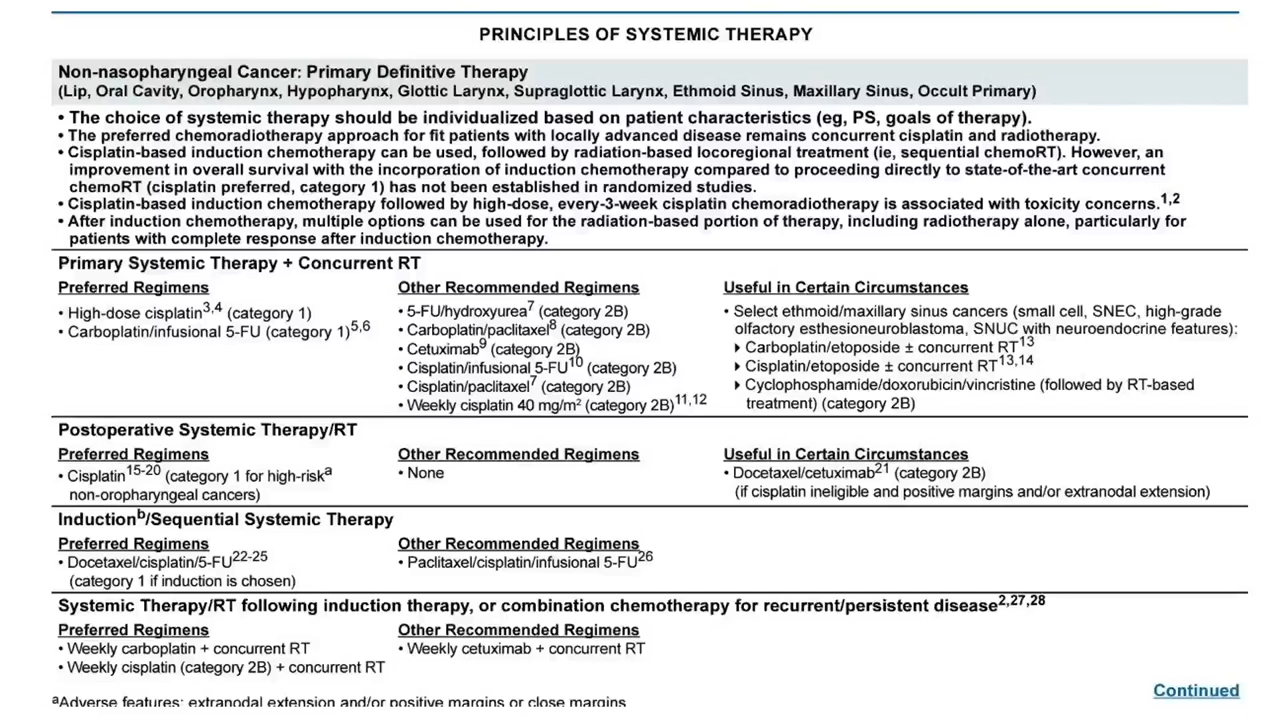 PRINCIPLES OF SYSTEMIC THERAPY
Non-nasopharyngeal Cancer: Primary Definitive Therapy
(Lip, Oral Cavity, Oropharynx, Hypopharynx, Glottic Larynx, Supraglottic Larynx, Ethmoid Sinus, Maxillary Sinus, Occult Primary)
• The choice of systemic therapy should be individualized based on patient characteristics (eg, PS, goals of therapy).
• The preferred chemoradiotherapy approach for fit patients with locally advanced disease remains concurrent cisplatin and radiotherapy.
• Cisplatin-based induction chemotherapy can be used, followed by radiation-based locoregional treatment (ie, sequential chemoRT). However, an
improvement in overall survival with the incorporation of induction chemotherapy compared to proceeding directly to state-of-the-art concurrent
chemoRT (cisplatin preferred, category 1) has not been established in randomized studies.
• Cisplatin-based induction chemotherapy followed by high-dose, every-3-week cisplatin chemoradiotherapy is associated with toxicity concerns.1,2
• After induction chemotherapy, multiple options can be used for the radiation-based portion of therapy, including radiotherapy alone, particularly for
patients with complete response after induction chemotherapy.
Primary Systemic Therapy + Concurrent RT
Preferred Regimens
• High-dose cisplatin3,4 (category 1)
• Carboplatin/infusional 5-FU (category 1)5,6
Other Recommended Regimens
• 5-FU/hydroxyurea7 (category 2B)
• Carboplatin/paclitaxel8 (category 2B)
• Cetuximab9 (category 2B)
• Cisplatin/infusional 5-FU10 (category 2B)
• Cisplatin/paclitaxel7 (category 2B)
• Weekly cisplatin 40 mg/m² (category 2B)11,12
Useful in Certain Circumstances
• Select ethmoid/maxillary sinus cancers (small cell, SNEC, high-grade
olfactory esthesioneuroblastoma, SNUC with neuroendocrine features):
▸ Carboplatin/etoposide ± concurrent RT13
▸ Cisplatin/etoposide ± concurrent RT13,14
▸ Cyclophosphamide/doxorubicin/vincristine (followed by RT-based
treatment) (category 2B)
Postoperative Systemic Therapy/RT
Preferred Regimens
• Cisplatin15-20 (category 1 for high-riska
non-oropharyngeal cancers)
Other Recommended Regimens
• None
Useful in Certain Circumstances
• Docetaxel/cetuximab21 (category 2B)
(if cisplatin ineligible and positive margins and/or extranodal extension)
Inductionb/Sequential Systemic Therapy
Preferred Regimens
• Docetaxel/cisplatin/5-FU22-25
(category 1 if induction is chosen)
Other Recommended Regimens
• Paclitaxel/cisplatin/infusional 5-FU26
Systemic Therapy/RT following induction therapy, or combination chemotherapy for recurrent/persistent disease2,27,28
Preferred Regimens
• Weekly carboplatin + concurrent RT
• Weekly cisplatin (category 2B) + concurrent RT
Other Recommended Regimens
• Weekly cetuximab + concurrent RT
Continued
aAdverse features: extranodal extension and/or positive margins or close margins